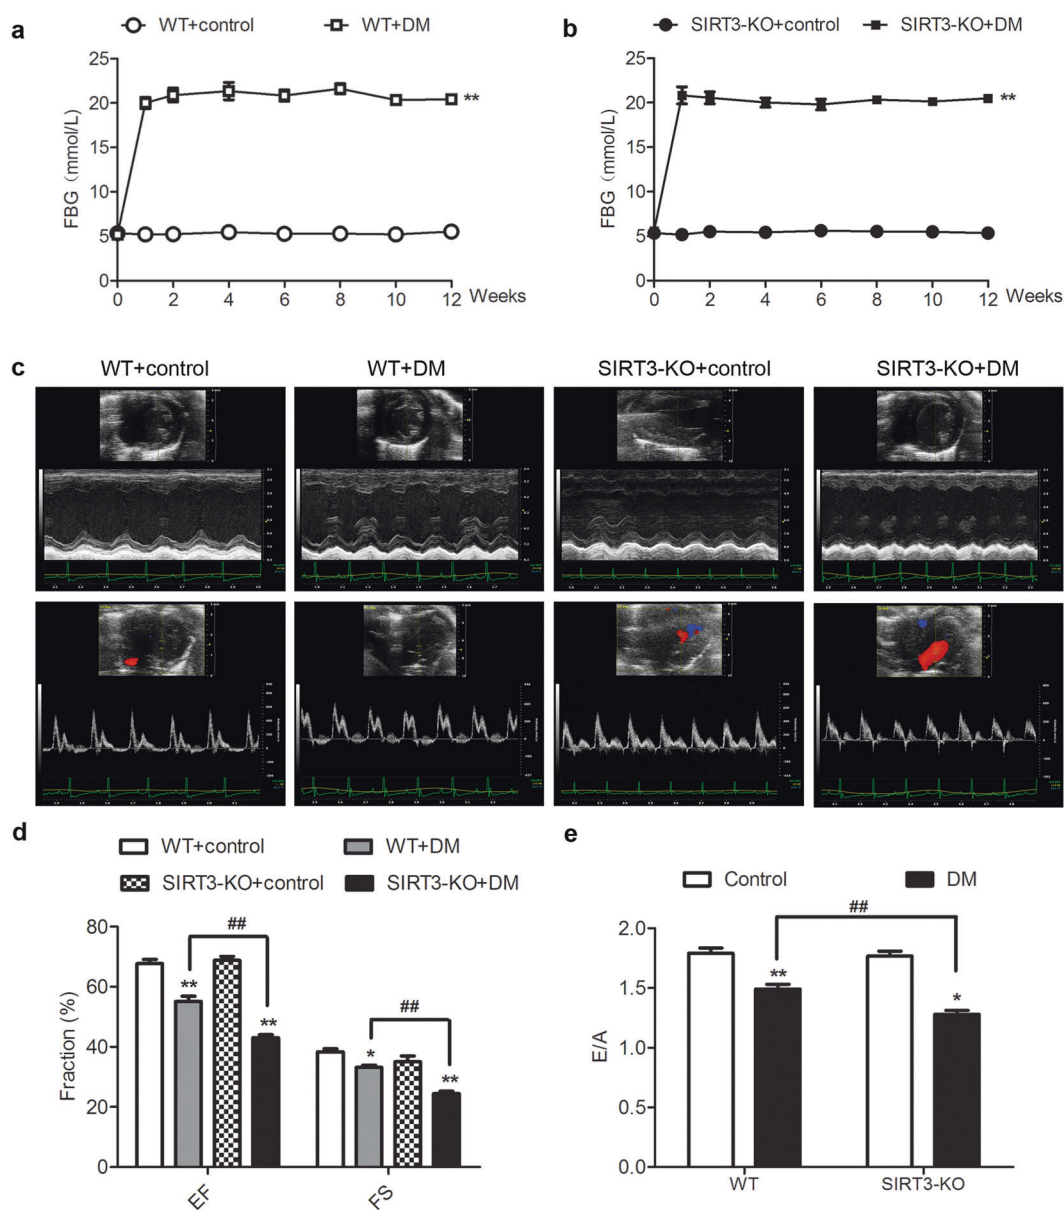 a
WT+control WT+DM
25
20
15
10
5
0
FBG (mmol/L)
**
0 2 4 6 8 10 12 Weeks
b
SIRT3-KO+control SIRT3-KO+DM
25
20
15
10
5
0
FBG (mmol/L)
**
0 2 4 6 8 10 12 Weeks
c
WT+control WT+DM SIRT3-KO+control SIRT3-KO+DM
d
WT+control WT+DM
SIRT3-KO+control SIRT3-KO+DM
80
60
40
20
0
Fraction (%)
##
**
**
##
*
**
EF FS
e
Control DM
2.0
1.5
1.0
0.5
0.0
E/A
##
**
*
WT SIRT3-KO